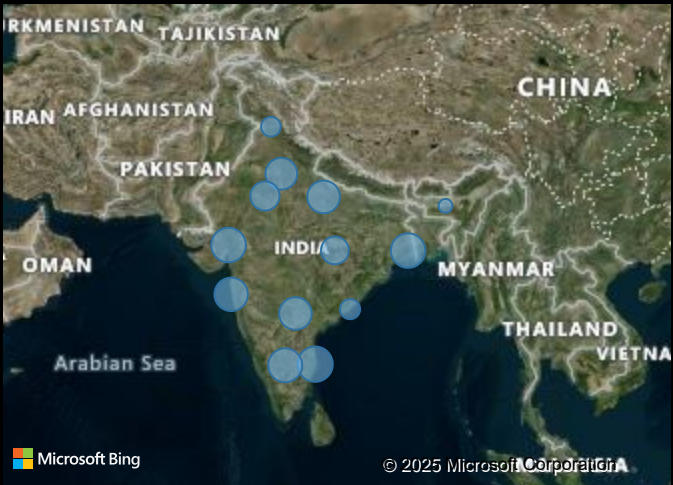 RKMENISTAN
TAJIKISTAN
CHINA
IRAN
AFGHANISTAN
PAKISTAN
OMAN
INDIA
MYANMAR
THAILAND
VIETNA
Arabian Sea
Microsoft Bing
© 2025 Microsoft Corporation